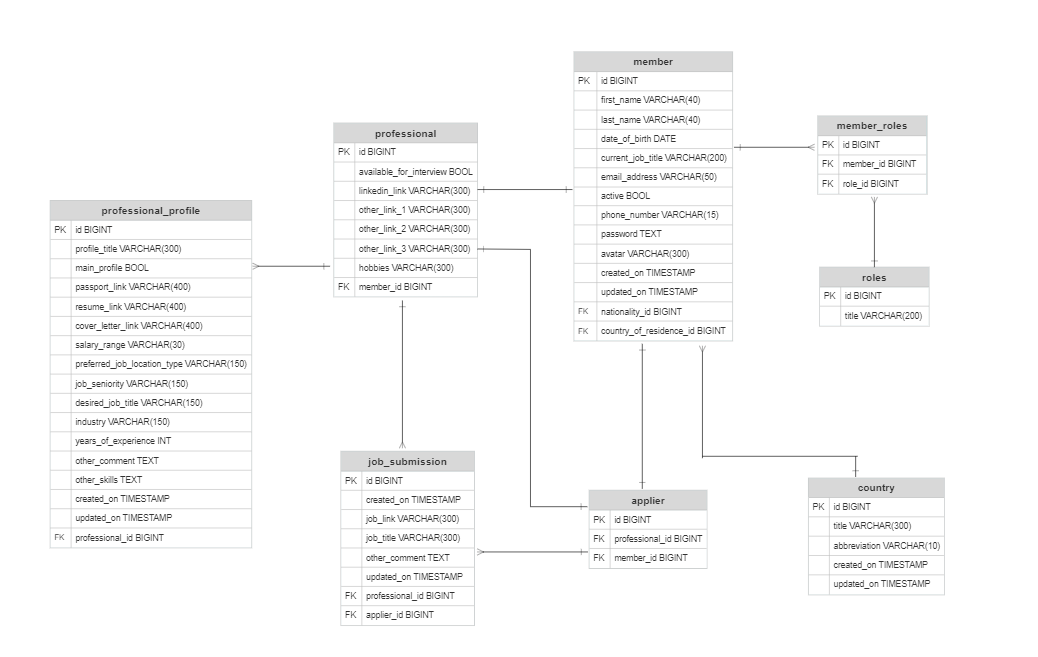 member
PK id BIGINT
first_name VARCHAR(40)
last_name VARCHAR(40)
date_of_birth DATE
current_job_title VARCHAR(200)
email_address VARCHAR(50)
active BOOL
phone_number VARCHAR(15)
password TEXT
avatar VARCHAR(300)
created_on TIMESTAMP
updated_on TIMESTAMP
FK nationality_id BIGINT
FK country_of_residence_id BIGINT
member_roles
PK id BIGINT
FK member_id BIGINT
FK role_id BIGINT
professional
PK id BIGINT
available_for_interview BOOL
linkedin_link VARCHAR(300)
other_link_1 VARCHAR(300)
other_link_2 VARCHAR(300)
other_link_3 VARCHAR(300)
hobbies VARCHAR(300)
FK member_id BIGINT
professional_profile
PK id BIGINT
profile_title VARCHAR(300)
main_profile BOOL
passport_link VARCHAR(400)
resume_link VARCHAR(400)
cover_letter_link VARCHAR(400)
salary_range VARCHAR(30)
preferred_job_location_type VARCHAR(150)
job_seniority VARCHAR(150)
desired_job_title VARCHAR(150)
industry VARCHAR(150)
years_of_experience INT
other_comment TEXT
other_skills TEXT
created_on TIMESTAMP
updated_on TIMESTAMP
FK professional_id BIGINT
roles
PK id BIGINT
title VARCHAR(200)
job_submission
PK id BIGINT
created_on TIMESTAMP
job_link VARCHAR(300)
job_title VARCHAR(300)
other_comment TEXT
updated_on TIMESTAMP
FK professional_id BIGINT
FK applier_id BIGINT
applier
PK id BIGINT
FK professional_id BIGINT
FK member_id BIGINT
country
PK id BIGINT
title VARCHAR(300)
abbreviation VARCHAR(10)
created_on TIMESTAMP
updated_on TIMESTAMP